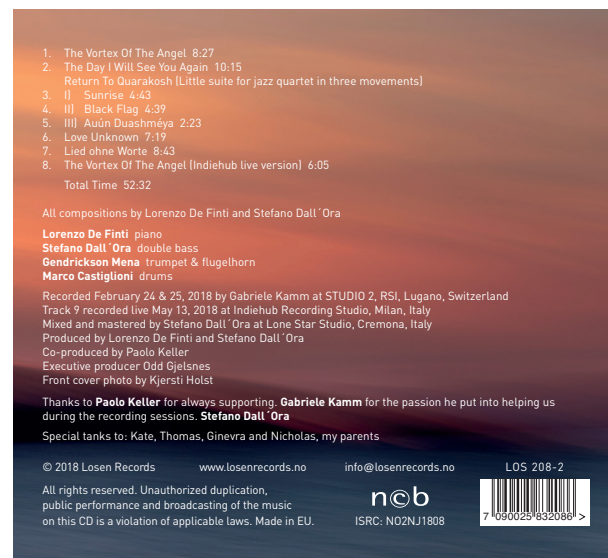 1. The Vortex Of The Angel 8:27
2. The Day I Will See You Again 10:15
Return To Quarakosh (Little suite for jazz quartet in three movements)
3. I) Sunrise 4:43
4. II) Black Flag 4:39
5. III) Auún Duashméya 2:23
6. Love Unknown 7:19
7. Lied ohne Worte 8:43
8. The Vortex Of The Angel (Indiehub live version) 6:05
Total Time 52:32
All compositions by Lorenzo De Finti and Stefano Dall´Ora
Lorenzo De Finti piano
Stefano Dall´Ora double bass
Gendrickson Mena trumpet & flugelhorn
Marco Castiglioni drums
Recorded February 24 & 25, 2018 by Gabriele Kamm at STUDIO 2, RSI, Lugano, Switzerland
Track 9 recorded live May 13, 2018 at Indiehub Recording Studio, Milan, Italy
Mixed and mastered by Stefano Dall´Ora at Lone Star Studio, Cremona, Italy
Produced by Lorenzo De Finti and Stefano Dall´Ora
Co-produced by Paolo Keller
Executive producer Odd Gjelsnes
Front cover photo by Kjersti Holst
Thanks to Paolo Keller for always supporting. Gabriele Kamm for the passion he put into helping us
during the recording sessions. Stefano Dall´Ora
Special tanks to: Kate, Thomas, Ginevra and Nicholas, my parents
© 2018 Losen Records www.losenrecords.no info@losenrecords.no LOS 208-2
All rights reserved. Unauthorized duplication,
public performance and broadcasting of the music
on this CD is a violation of applicable laws. Made in EU.
n©b
ISRC: NO2NJ1808
7 090025 832086 >